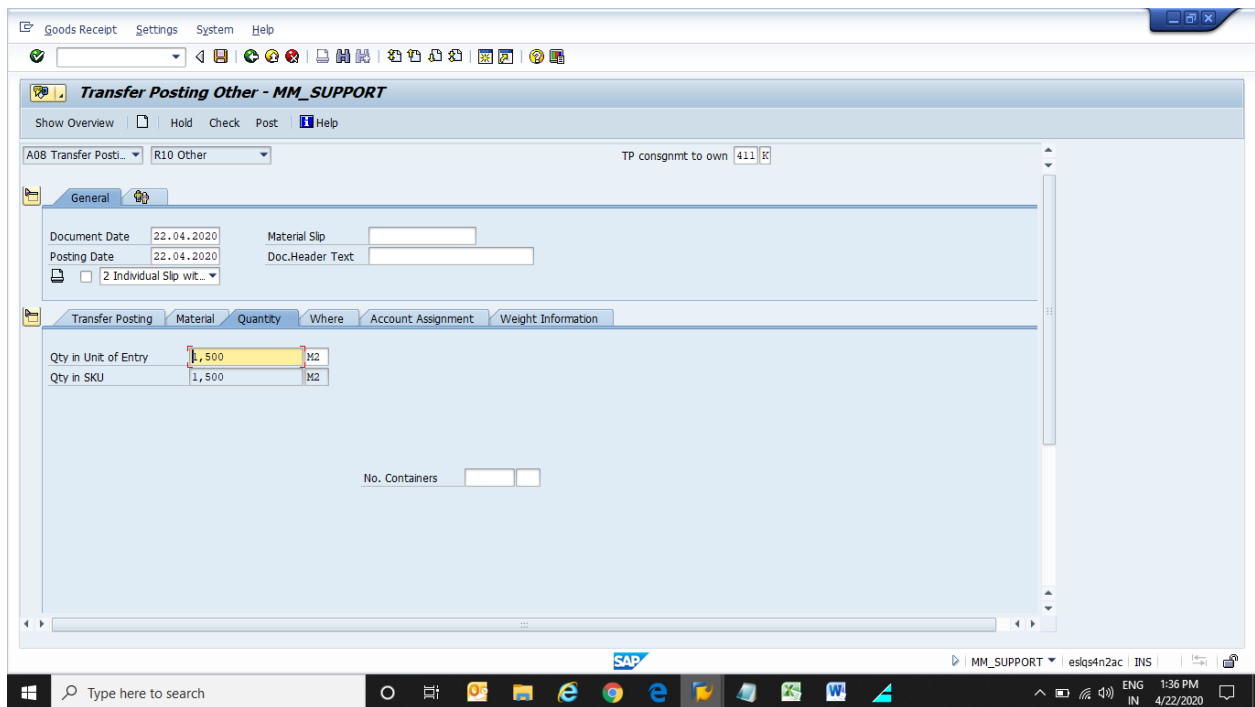 Goods Receipt Settings System Help
Transfer Posting Other - MM_SUPPORT
Show Overview Hold Check Post Help
A08 Transfer Posti... R10 Other TP consgnmt to own 411 K
General
Document Date 22.04.2020 Material Slip
Posting Date 22.04.2020 Doc.Header Text
2 Individual Slip wit...
Transfer Posting Material Quantity Where Account Assignment Weight Information
Qty in Unit of Entry 1,500 M2
Qty in SKU 1,500 M2
No. Containers
SAP MM_SUPPORT eslqs4n2ac INS
Type here to search ENG 1:36 PM
IN 4/22/2020